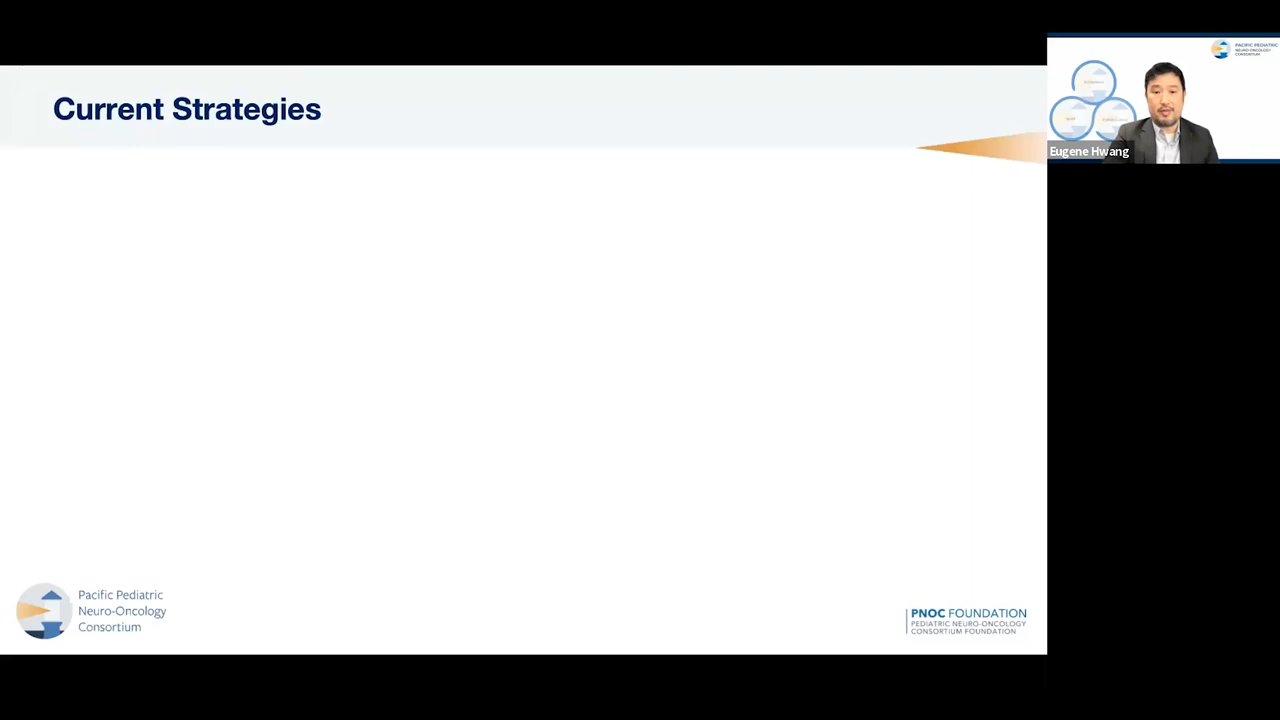 Current Strategies
PACIFIC PEDIATRIC
NEURO-ONCOLOGY
CONSORTIUM
Eugene Hwang
Pacific Pediatric
Neuro-Oncology
Consortium
PNOC FOUNDATION
PEDIATRIC NEURO-ONCOLOGY
CONSORTIUM FOUNDATION